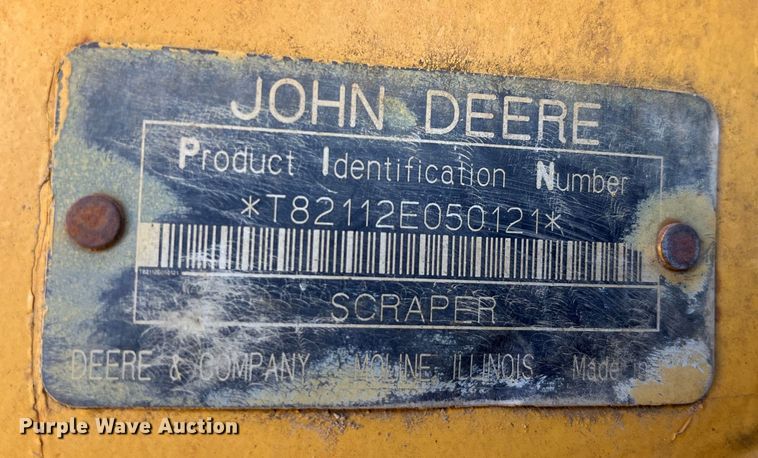 JOHN DEERE
Product Identification Number
*T82112E050121*
SCRAPER
DEERE & COMPANY MOLINE, ILLINOIS Made in
Purple Wave Auction